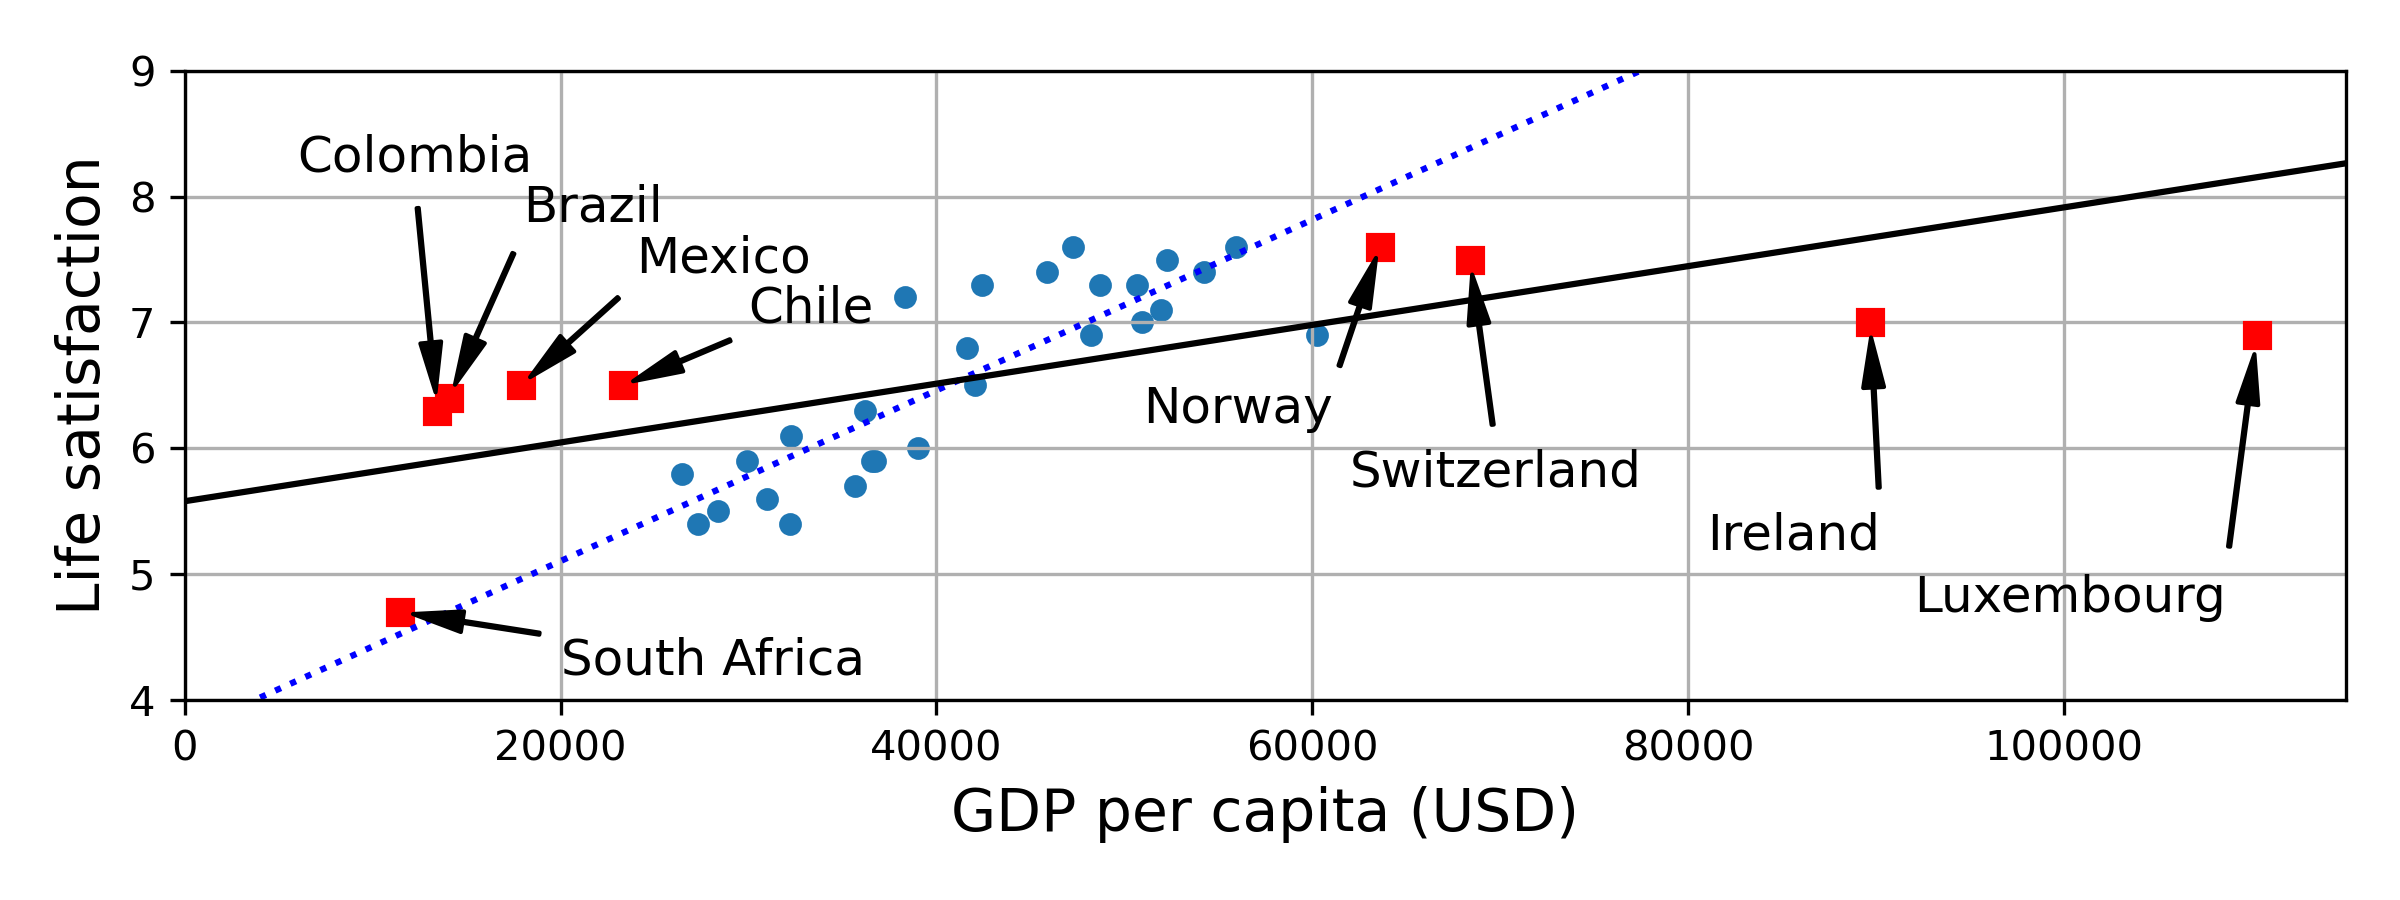 9
Colombia
8
Brazil
Mexico
Chile
7
Norway
6
Switzerland
Ireland
5
Luxembourg
South Africa
4
Life satisfaction
0 20000 40000 60000 80000 100000
GDP per capita (USD)